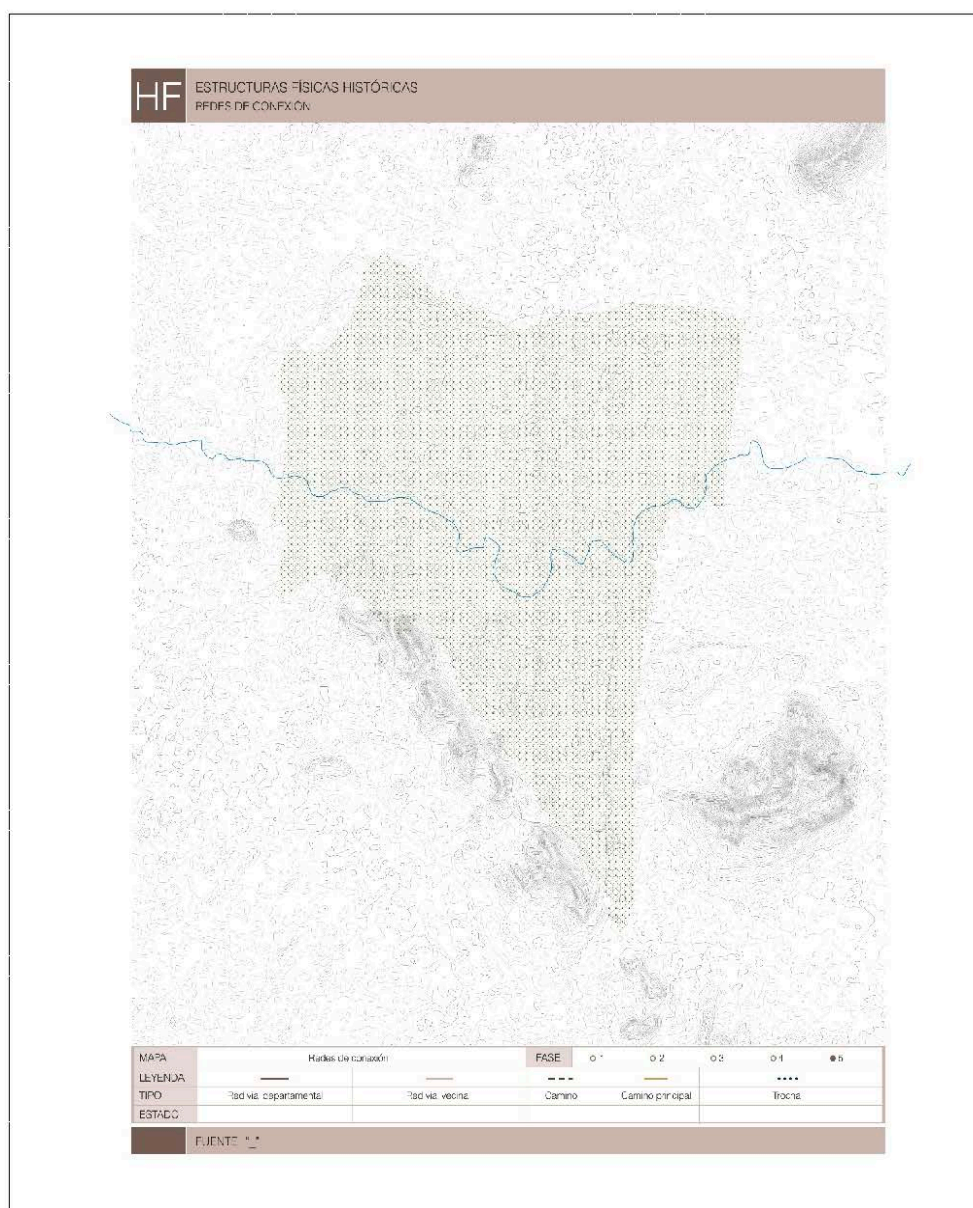 HF
ESTRUCTURAS FÍSICAS HISTÓRICAS
REDES DE CONEXIÓN
MAPA Redes de conexión FASE 1 2 3 4 5
LEYENDA
TIPO Red vial departamental Red vial vecinal Camino Camino principal Trocha
ESTADO
FUENTE "_"